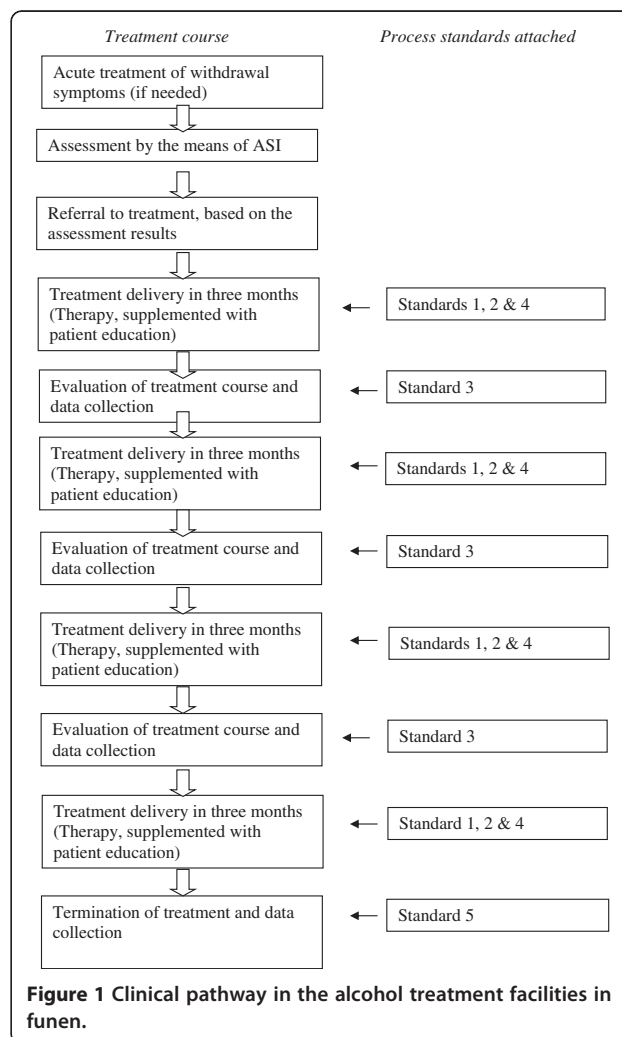 Treatment course
Process standards attached
Acute treatment of withdrawal
symptoms (if needed)
Assessment by the means of ASI
Referral to treatment, based on the
assessment results
Treatment delivery in three months
(Therapy, supplemented with
patient education)
Standards 1, 2 & 4
Evaluation of treatment course and
data collection
Standard 3
Treatment delivery in three months
(Therapy, supplemented with
patient education)
Standards 1, 2 & 4
Evaluation of treatment course and
data collection
Standard 3
Treatment delivery in three months
(Therapy, supplemented with
patient education)
Standards 1, 2 & 4
Evaluation of treatment course and
data collection
Standard 3
Treatment delivery in three months
(Therapy, supplemented with
patient education)
Standard 1, 2 & 4
Termination of treatment and data
collection
Standard 5
Figure 1 Clinical pathway in the alcohol treatment facilities in
funen.